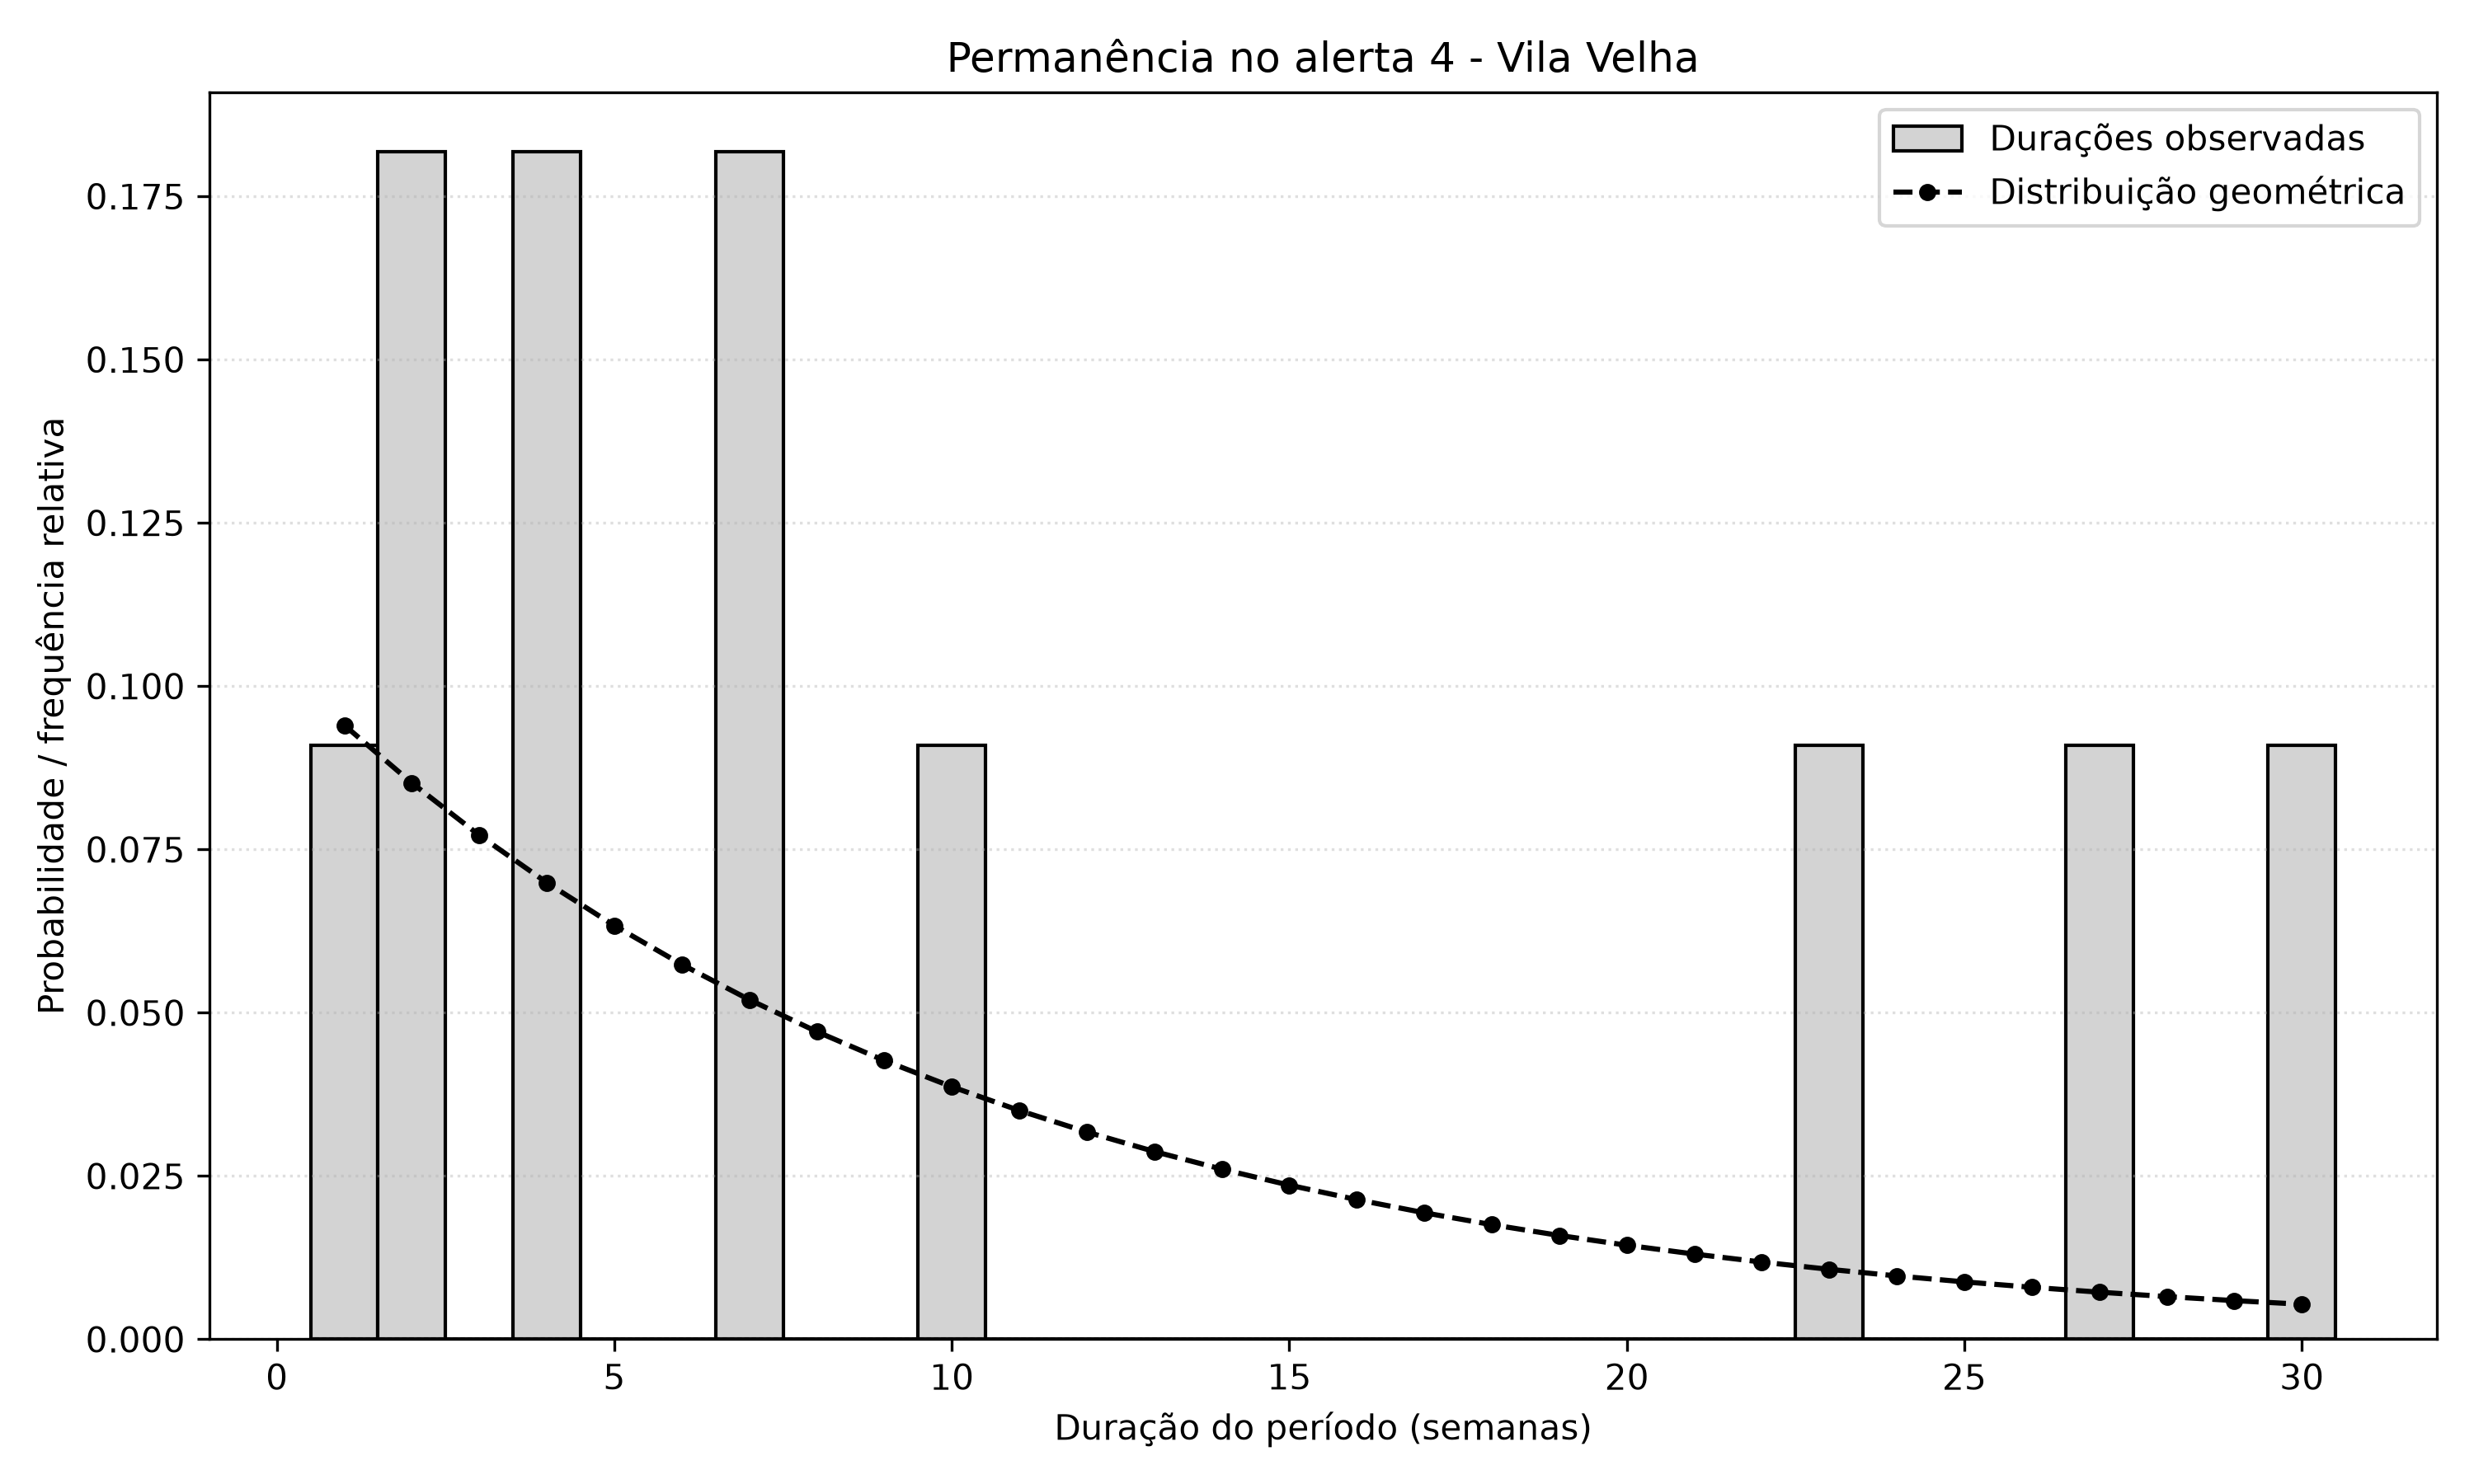 Permanência no alerta 4 - Vila Velha
Durações observadas
Distribuição geométrica
Probabilidade / frequência relativa
0.175
0.150
0.125
0.100
0.075
0.050
0.025
0.000
0 5 10 15 20 25 30
Duração do período (semanas)